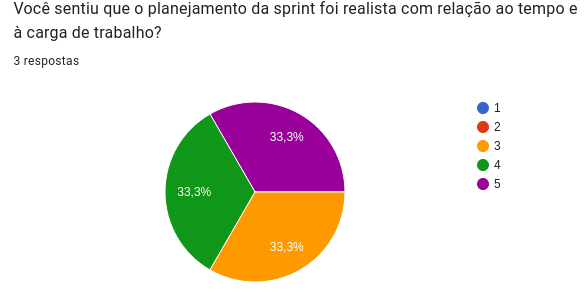 Você sentiu que o planejamento da sprint foi realista com relação ao tempo e
à carga de trabalho?
3 respostas
33,3%
33,3%
33,3%
1
2
3
4
5